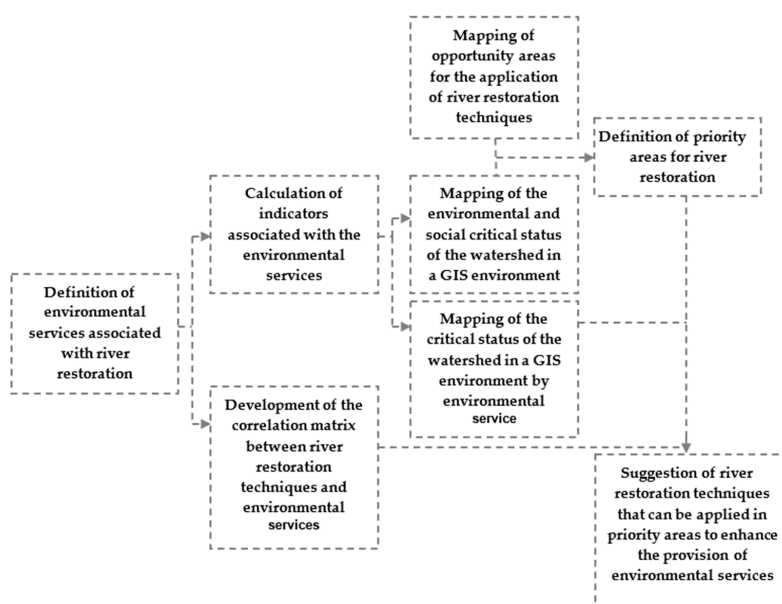 Mapping of
opportunity areas
for the application
of river restoration
techniques
Definition of priority
areas for river
restoration
Calculation of
indicators
associated with the
environmental
services
Mapping of the
environmental and
social critical status
of the watershed in
a GIS environment
Definition of
environmental
services associated
with river
restoration
Mapping of the
critical status of the
watershed in a GIS
environment by
environmental
service
Development of the
correlation matrix
between river
restoration
techniques and
environmental
services
Suggestion of river
restoration techniques
that can be applied in
priority areas to enhance
the provision of
environmental services